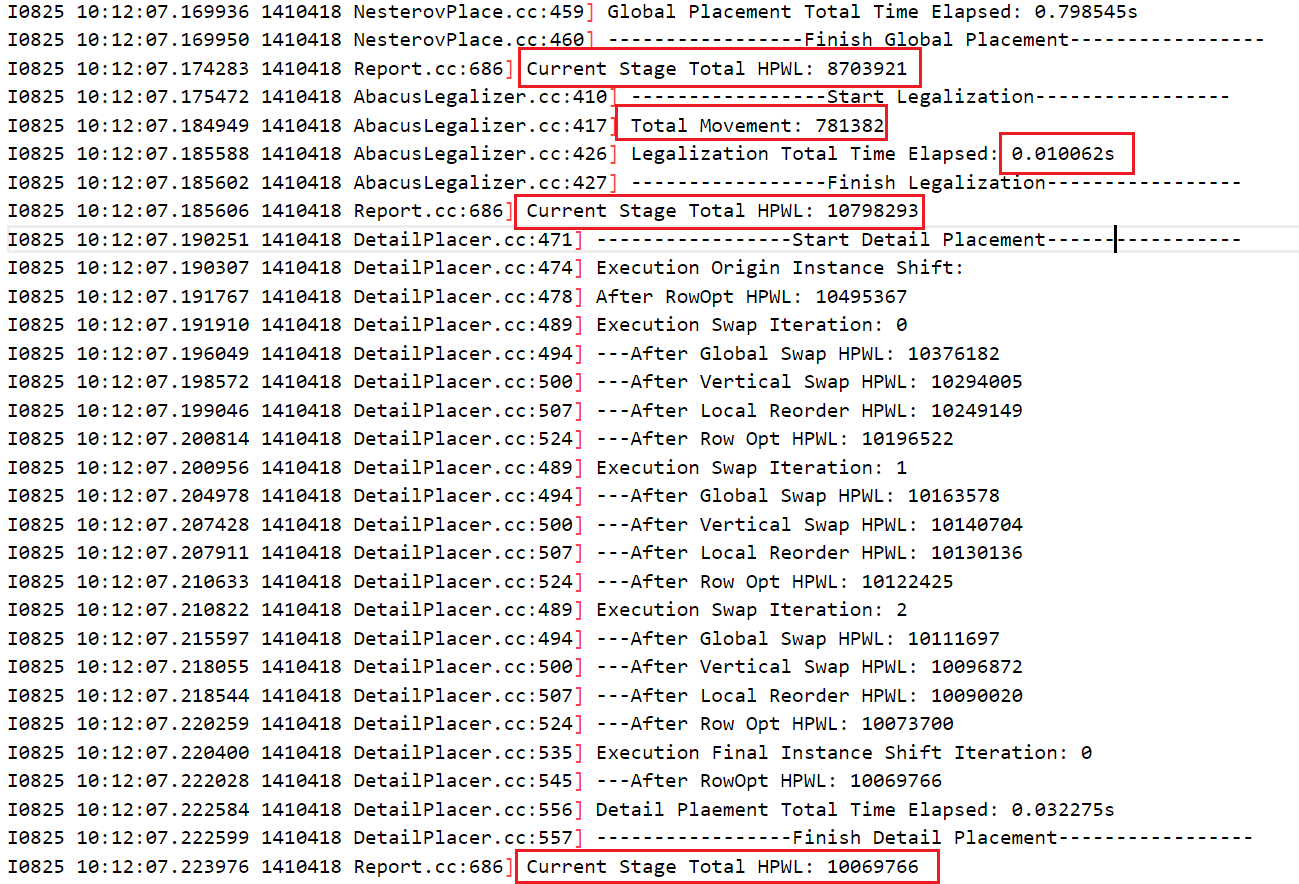 I0825 10:12:07.169936 1410418 NesterovPlace.cc:459] Global Placement Total Time Elapsed: 0.798545s
I0825 10:12:07.169950 1410418 NesterovPlace.cc:460] -----------------Finish Global Placement-----------------
I0825 10:12:07.174283 1410418 Report.cc:686] Current Stage Total HPWL: 8703921
I0825 10:12:07.175472 1410418 AbacusLegalizer.cc:410] -----------------Start Legalization-----------------
I0825 10:12:07.184949 1410418 AbacusLegalizer.cc:417] Total Movement: 781382
I0825 10:12:07.185588 1410418 AbacusLegalizer.cc:426] Legalization Total Time Elapsed: 0.010062s
I0825 10:12:07.185602 1410418 AbacusLegalizer.cc:427] -----------------Finish Legalization-----------------
I0825 10:12:07.185606 1410418 Report.cc:686] Current Stage Total HPWL: 10798293
I0825 10:12:07.190251 1410418 DetailPlacer.cc:471] -----------------Start Detail Placement-----------------
I0825 10:12:07.190307 1410418 DetailPlacer.cc:474] Execution Origin Instance Shift:
I0825 10:12:07.191767 1410418 DetailPlacer.cc:478] After RowOpt HPWL: 10495367
I0825 10:12:07.191910 1410418 DetailPlacer.cc:489] Execution Swap Iteration: 0
I0825 10:12:07.196049 1410418 DetailPlacer.cc:494] ---After Global Swap HPWL: 10376182
I0825 10:12:07.198572 1410418 DetailPlacer.cc:500] ---After Vertical Swap HPWL: 10294005
I0825 10:12:07.199046 1410418 DetailPlacer.cc:507] ---After Local Reorder HPWL: 10249149
I0825 10:12:07.200814 1410418 DetailPlacer.cc:524] ---After Row Opt HPWL: 10196522
I0825 10:12:07.200956 1410418 DetailPlacer.cc:489] Execution Swap Iteration: 1
I0825 10:12:07.204978 1410418 DetailPlacer.cc:494] ---After Global Swap HPWL: 10163578
I0825 10:12:07.207428 1410418 DetailPlacer.cc:500] ---After Vertical Swap HPWL: 10140704
I0825 10:12:07.207911 1410418 DetailPlacer.cc:507] ---After Local Reorder HPWL: 10130136
I0825 10:12:07.210633 1410418 DetailPlacer.cc:524] ---After Row Opt HPWL: 10122425
I0825 10:12:07.210822 1410418 DetailPlacer.cc:489] Execution Swap Iteration: 2
I0825 10:12:07.215597 1410418 DetailPlacer.cc:494] ---After Global Swap HPWL: 10111697
I0825 10:12:07.218055 1410418 DetailPlacer.cc:500] ---After Vertical Swap HPWL: 10096872
I0825 10:12:07.218544 1410418 DetailPlacer.cc:507] ---After Local Reorder HPWL: 10090020
I0825 10:12:07.220259 1410418 DetailPlacer.cc:524] ---After Row Opt HPWL: 10073700
I0825 10:12:07.220400 1410418 DetailPlacer.cc:535] Execution Final Instance Shift Iteration: 0
I0825 10:12:07.222028 1410418 DetailPlacer.cc:545] ---After RowOpt HPWL: 10069766
I0825 10:12:07.222584 1410418 DetailPlacer.cc:556] Detail Plaement Total Time Elapsed: 0.032275s
I0825 10:12:07.222599 1410418 DetailPlacer.cc:557] -----------------Finish Detail Placement-----------------
I0825 10:12:07.223976 1410418 Report.cc:686] Current Stage Total HPWL: 10069766